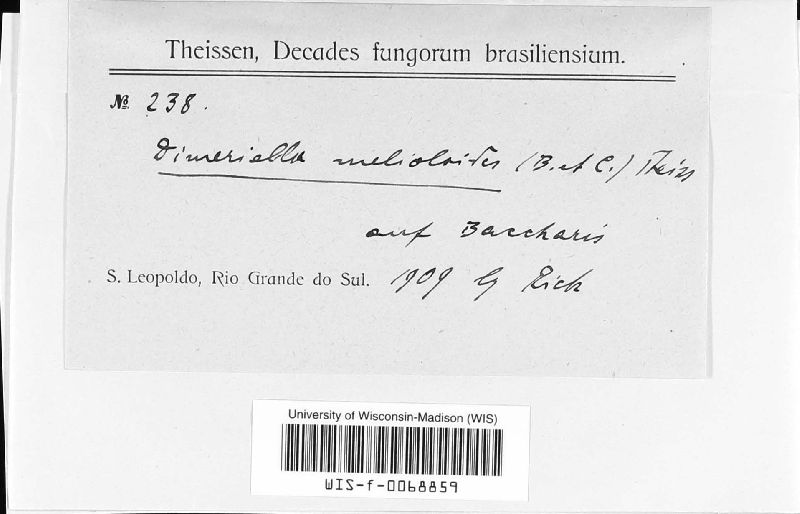 Theissen, Decades fungorum brasiliensium.
№ 238.
Dimeriella melioloides (B. et C.) Theiss
auf Baccharis
S. Leopoldo, Rio Grande do Sul. 1909 lg Rick
University of Wisconsin-Madison (WIS)
WIS-f-0068859